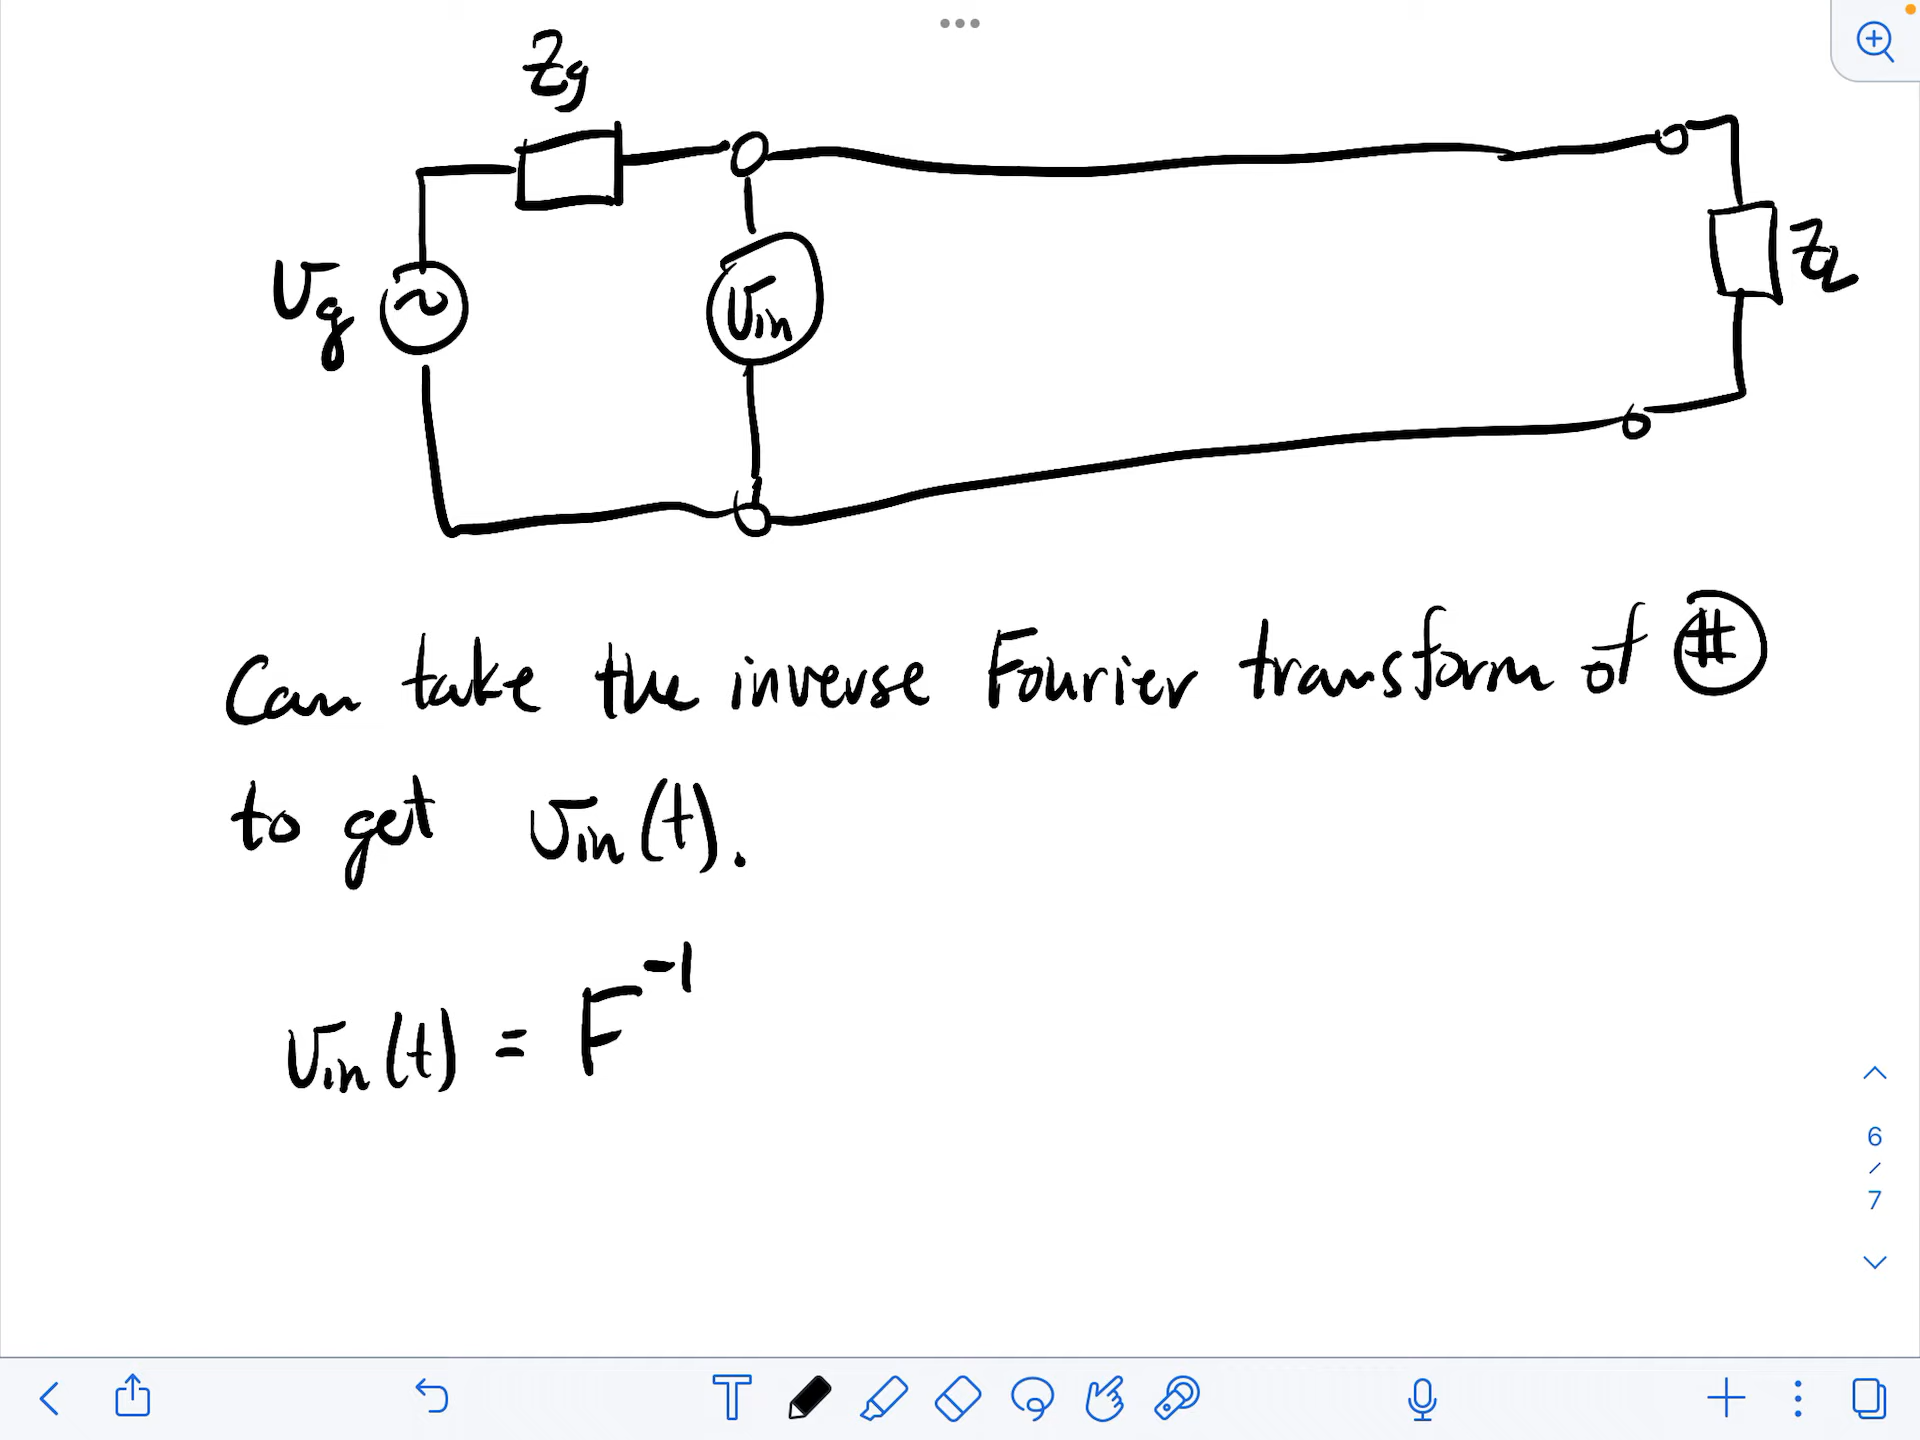 Zg
Vg
Vin
ZL
Can take the inverse Fourier transform of #
to get Vin(t).
Vin(t) = F⁻¹
6
/
7